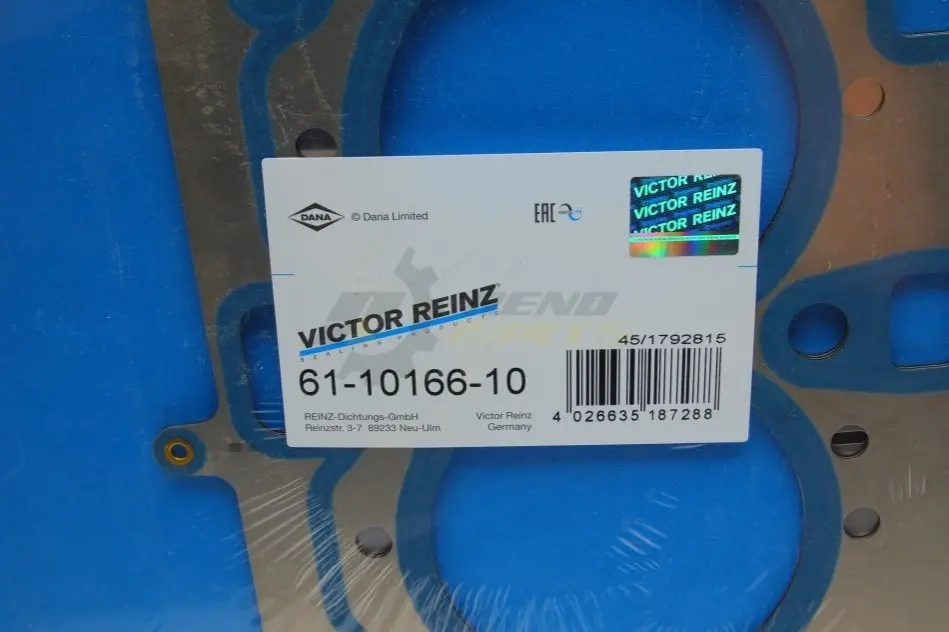 DANA
© Dana Limited
EAC
VICTOR REINZ
VICTOR REINZ
VICTOR REINZ
VICTOR REINZ
SEALING PRODUCTS
45/1792815
61-10166-10
REINZ-Dichtungs-GmbH
Reinzstr. 3-7 89233 Neu-Ulm
Victor Reinz
Germany
4 026635 187288